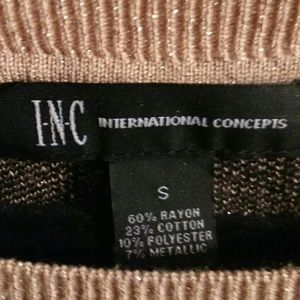 I·N·C INTERNATIONAL CONCEPTS
S
60% RAYON
23% COTTON
10% POLYESTER
7% METALLIC